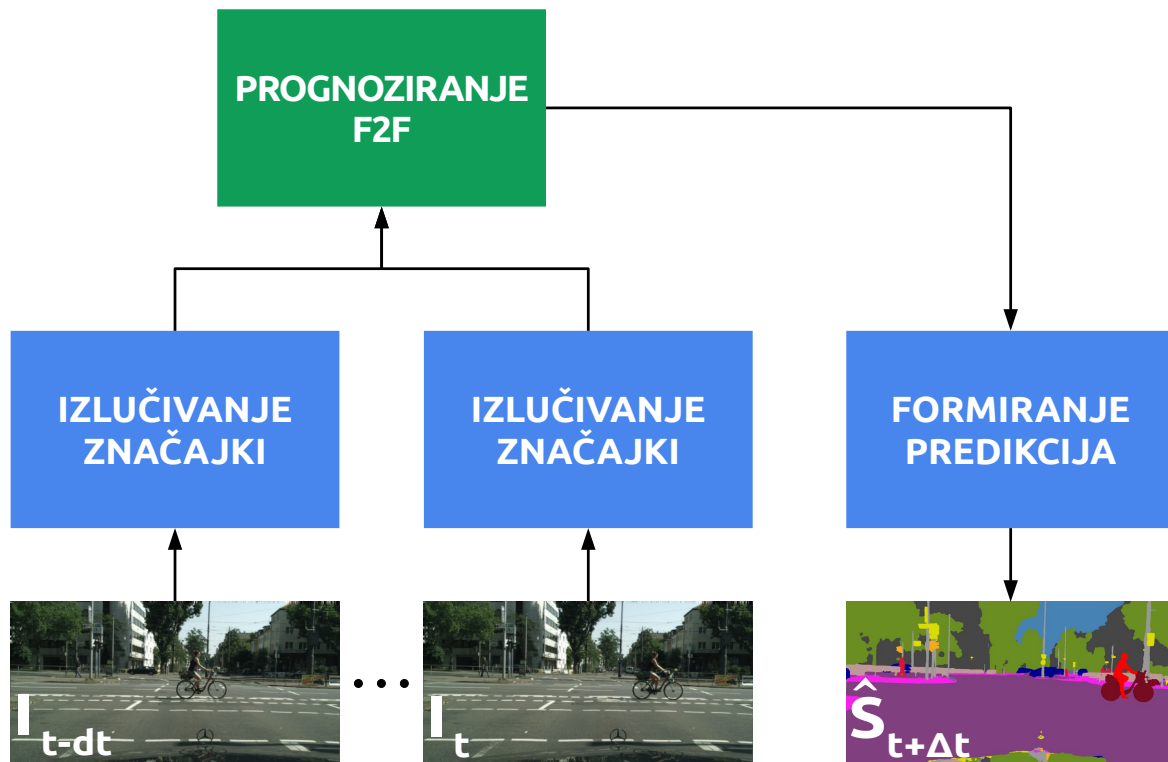 PROGNOZIRANJE
F2F
IZLUČIVANJE
ZNAČAJKI
IZLUČIVANJE
ZNAČAJKI
FORMIRANJE
PREDIKCIJA
I t-dt
...
I t
Ŝ t+Δt